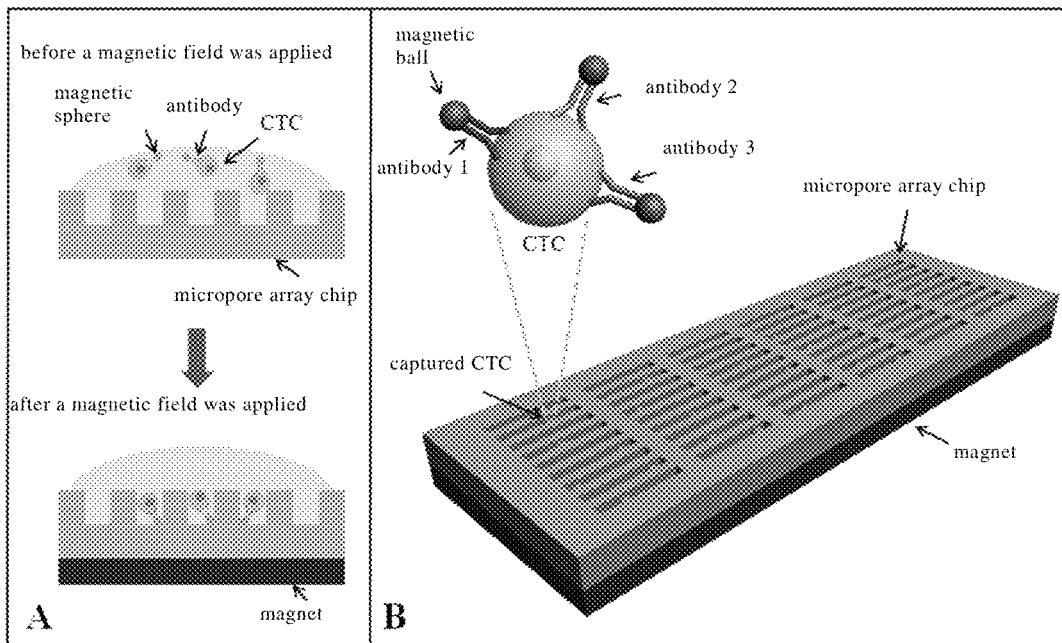 before a magnetic field was applied
magnetic
sphere
antibody
CTC
micropore array chip
after a magnetic field was applied
magnet
A
magnetic
ball
antibody 2
antibody 1
antibody 3
CTC
micropore array chip
captured CTC
magnet
B